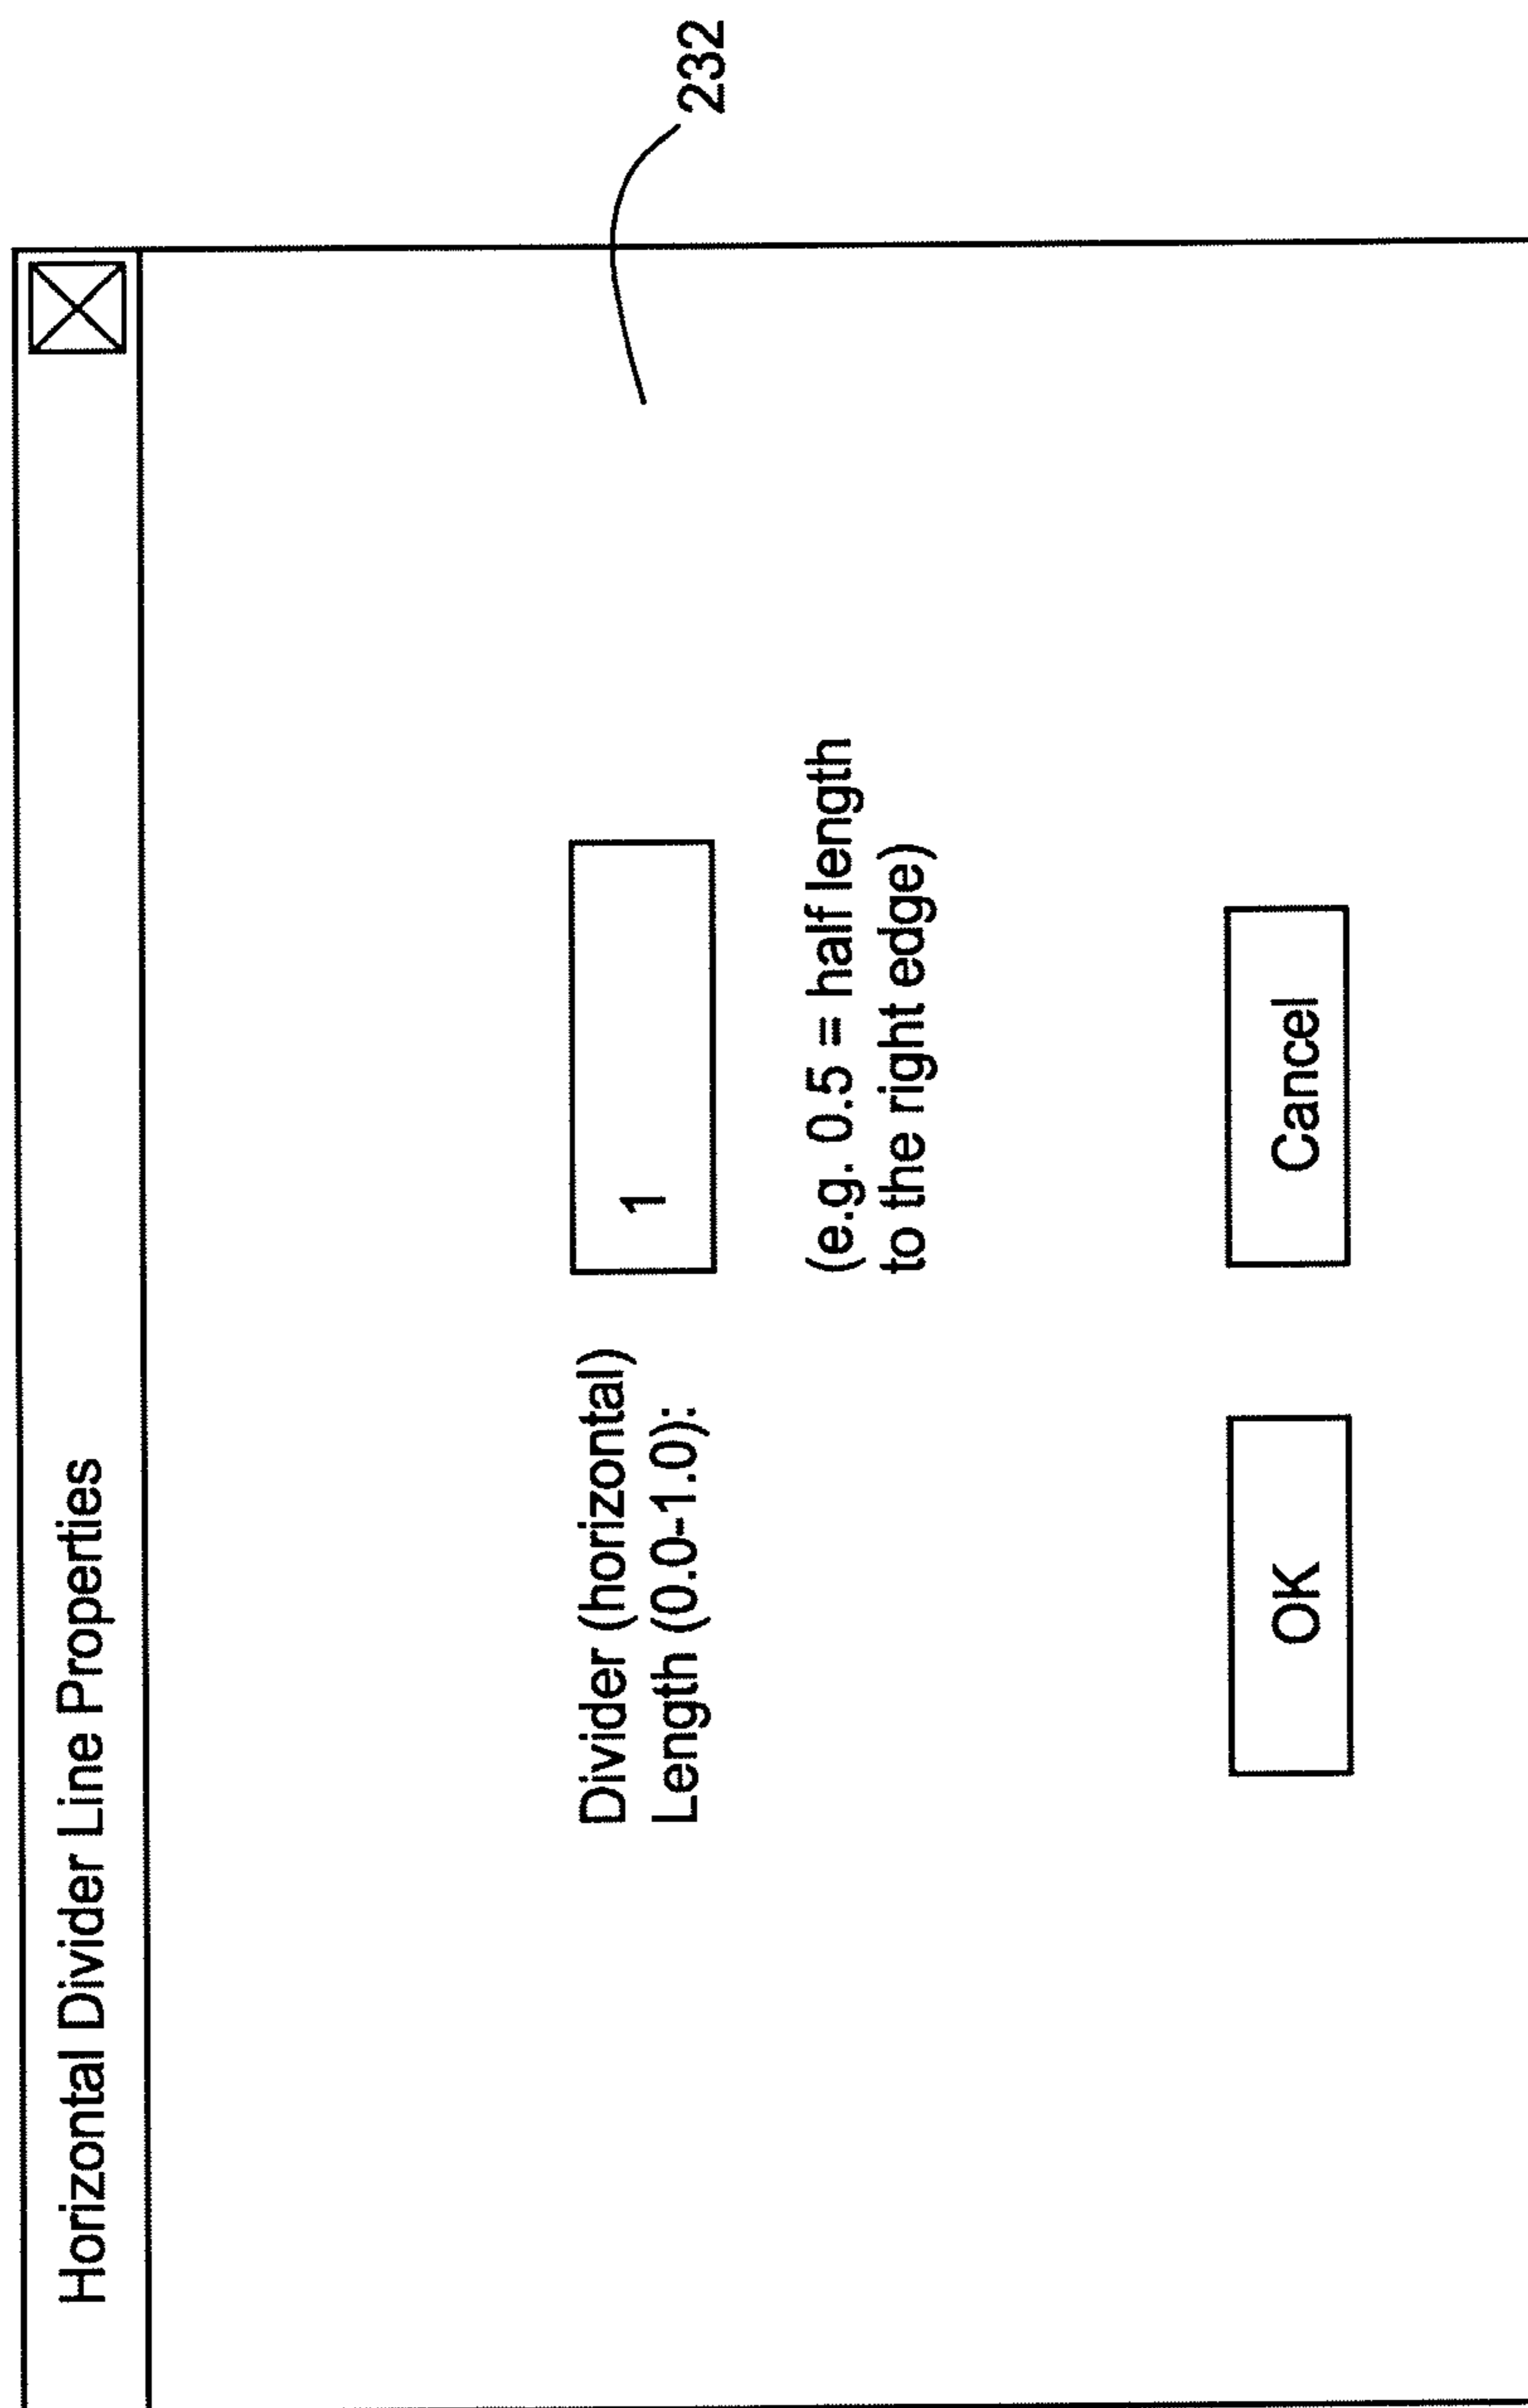 Horizontal Divider Line Properties
232
Divider (horizontal)
Length (0.0-1.0):
1
(e.g. 0.5 = half length
to the right edge)
OK
Cancel